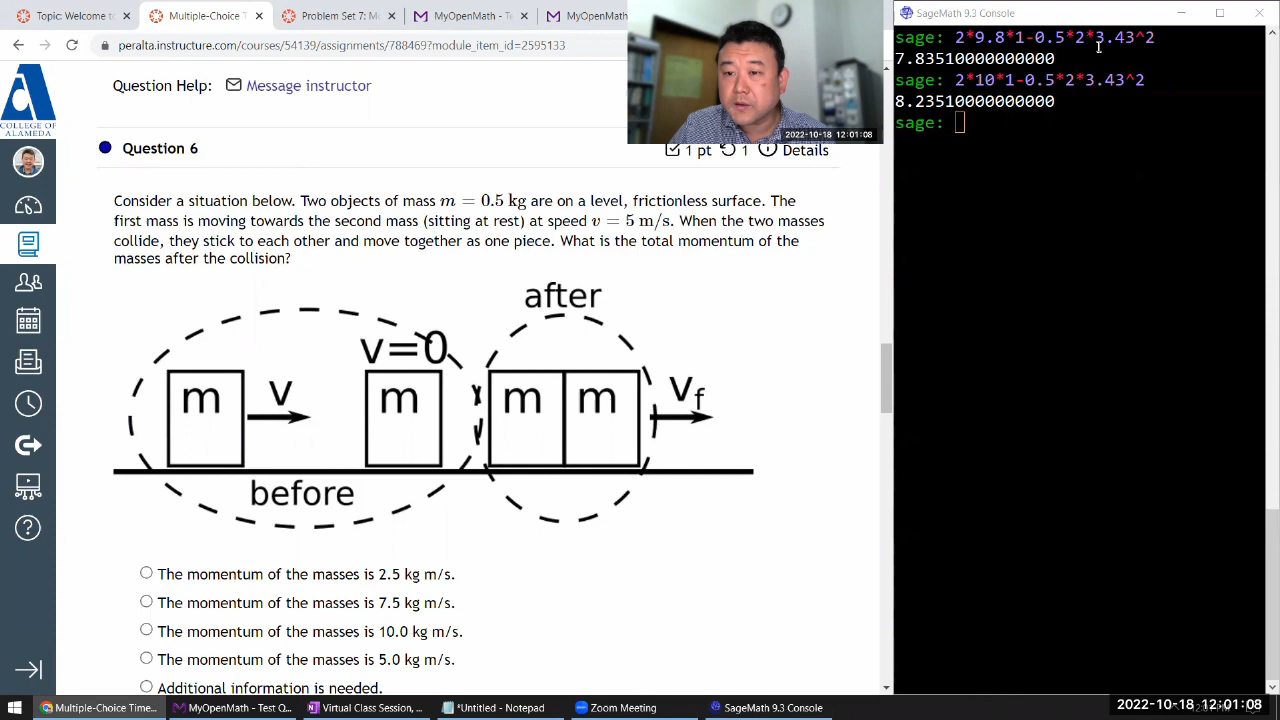 Topic: Welcome t
Multiple-Choic
blem Set 7.
MyOpenMath
MyOpenMath
SageMath 9.3 Console
peralta.instructure.com/courses/
Question Help: Message instructor
COLLEGE OF
ALAMEDA
2022-10-18 12:01:08
Question 6
1 pt 1 Details
Consider a situation below. Two objects of mass m = 0.5 kg are on a level, frictionless surface. The
first mass is moving towards the second mass (sitting at rest) at speed v = 5 m/s. When the two masses
collide, they stick to each other and move together as one piece. What is the total momentum of the
masses after the collision?
after
v=0
m v m m m vf
before
The momentum of the masses is 2.5 kg m/s.
The momentum of the masses is 7.5 kg m/s.
The momentum of the masses is 10.0 kg m/s.
The momentum of the masses is 5.0 kg m/s.
Additional information is needed.
sage: 2*9.8*1-0.5*2*3.43^2
7.83510000000000
sage: 2*10*1-0.5*2*3.43^2
8.23510000000000
sage:
Multiple-Choice Time...
MyOpenMath - Test Q...
Virtual Class Session, ...
*Untitled - Notepad
Zoom Meeting
SageMath 9.3 Console
2022-10-18 12:01:08